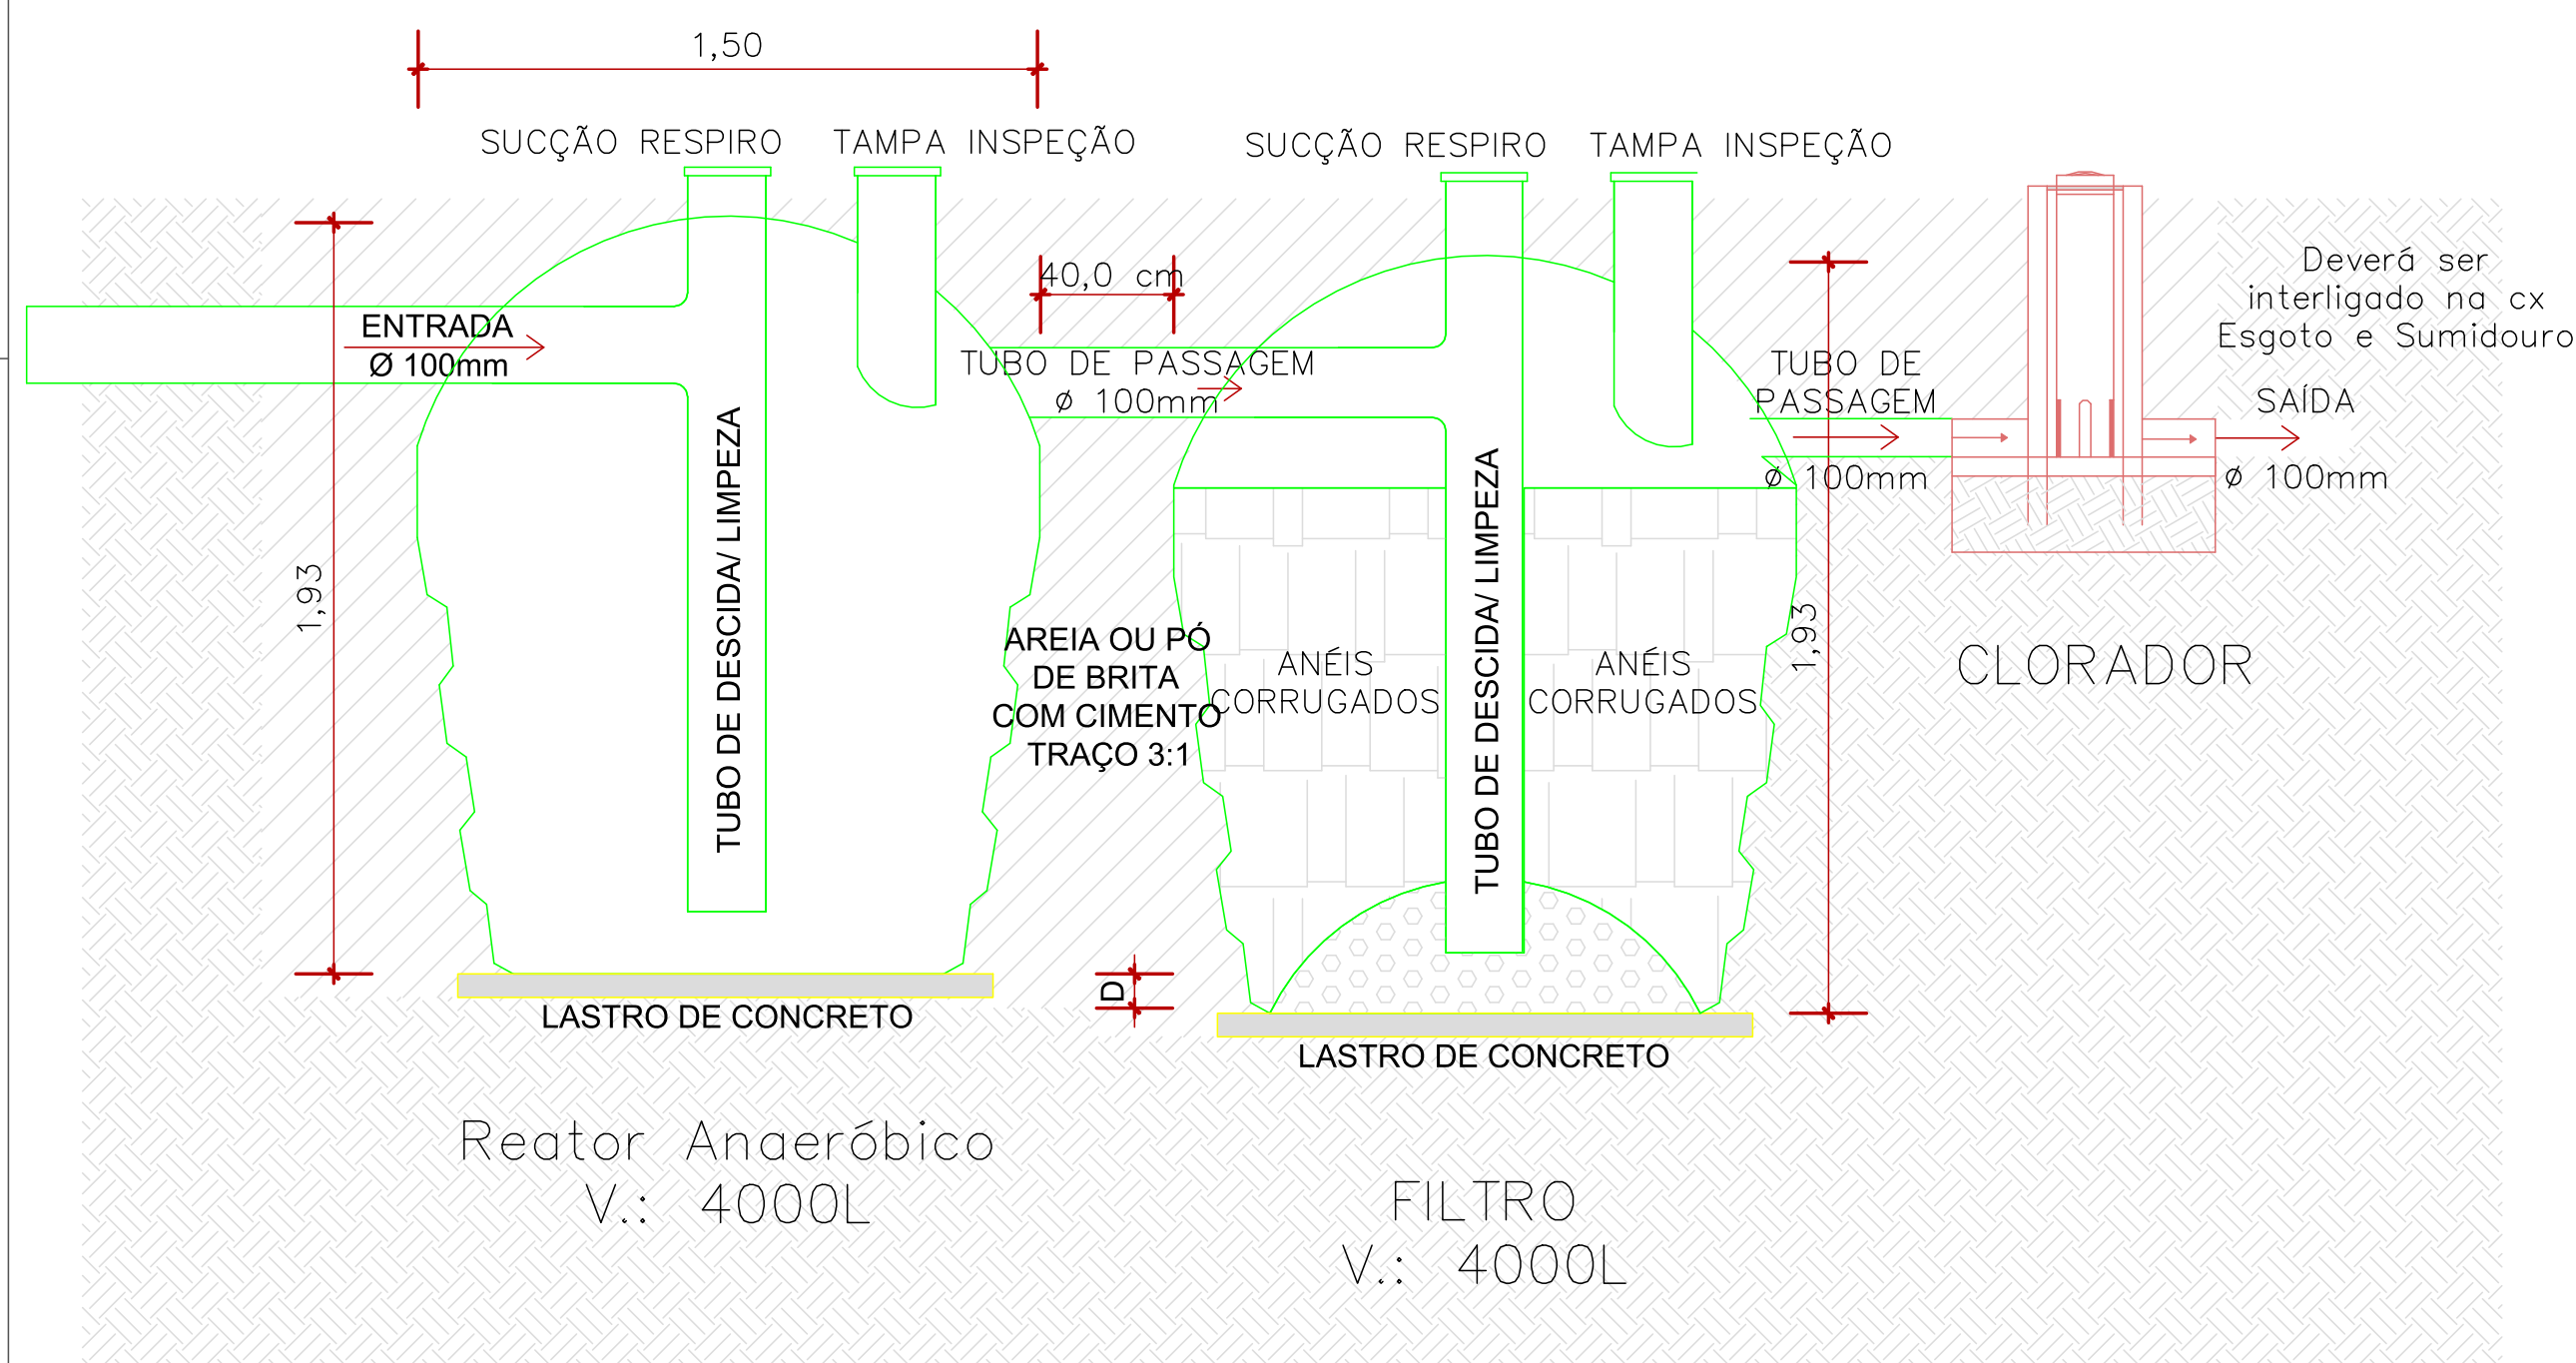 1,50
SUCÇÃO RESPIRO
TAMPA INSPEÇÃO
SUCÇÃO RESPIRO
TAMPA INSPEÇÃO
ENTRADA
Ø 100mm
1,93
TUBO DE DESCIDA/ LIMPEZA
40,0 cm
TUBO DE PASSAGEM
Ø 100mm
AREIA OU PÓ
DE BRITA
COM CIMENTO
TRAÇO 3:1
ANÉIS
CORRUGADOS
TUBO DE DESCIDA/ LIMPEZA
ANÉIS
CORRUGADOS
1,93
TUBO DE
PASSAGEM
Ø 100mm
Deverá ser
interligado na cx
Esgoto e Sumidouro
SAÍDA
Ø 100mm
CLORADOR
D
LASTRO DE CONCRETO
LASTRO DE CONCRETO
Reator Anaeróbico
V.: 4000L
FILTRO
V.: 4000L